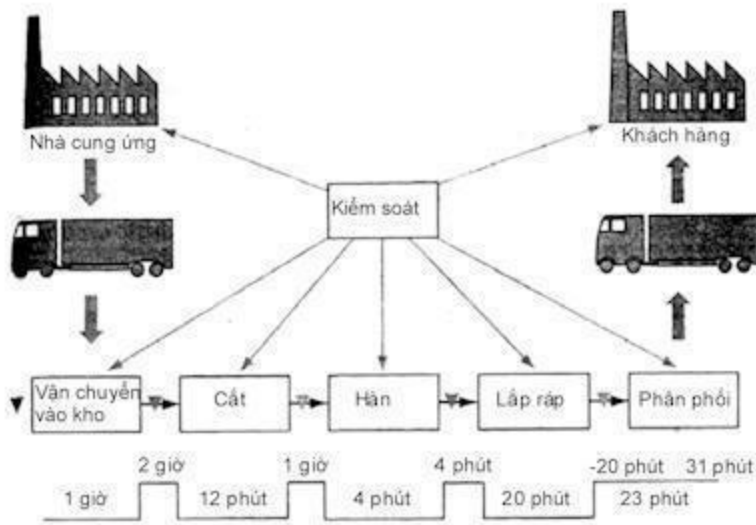 Nhà cung ứng
Khách hàng
Kiểm soát
Vận chuyển
vào kho
Cắt
Hàn
Lắp ráp
Phân phối
2 giờ
1 giờ
4 phút
-20 phút
31 phút
1 giờ
12 phút
4 phút
20 phút
23 phút